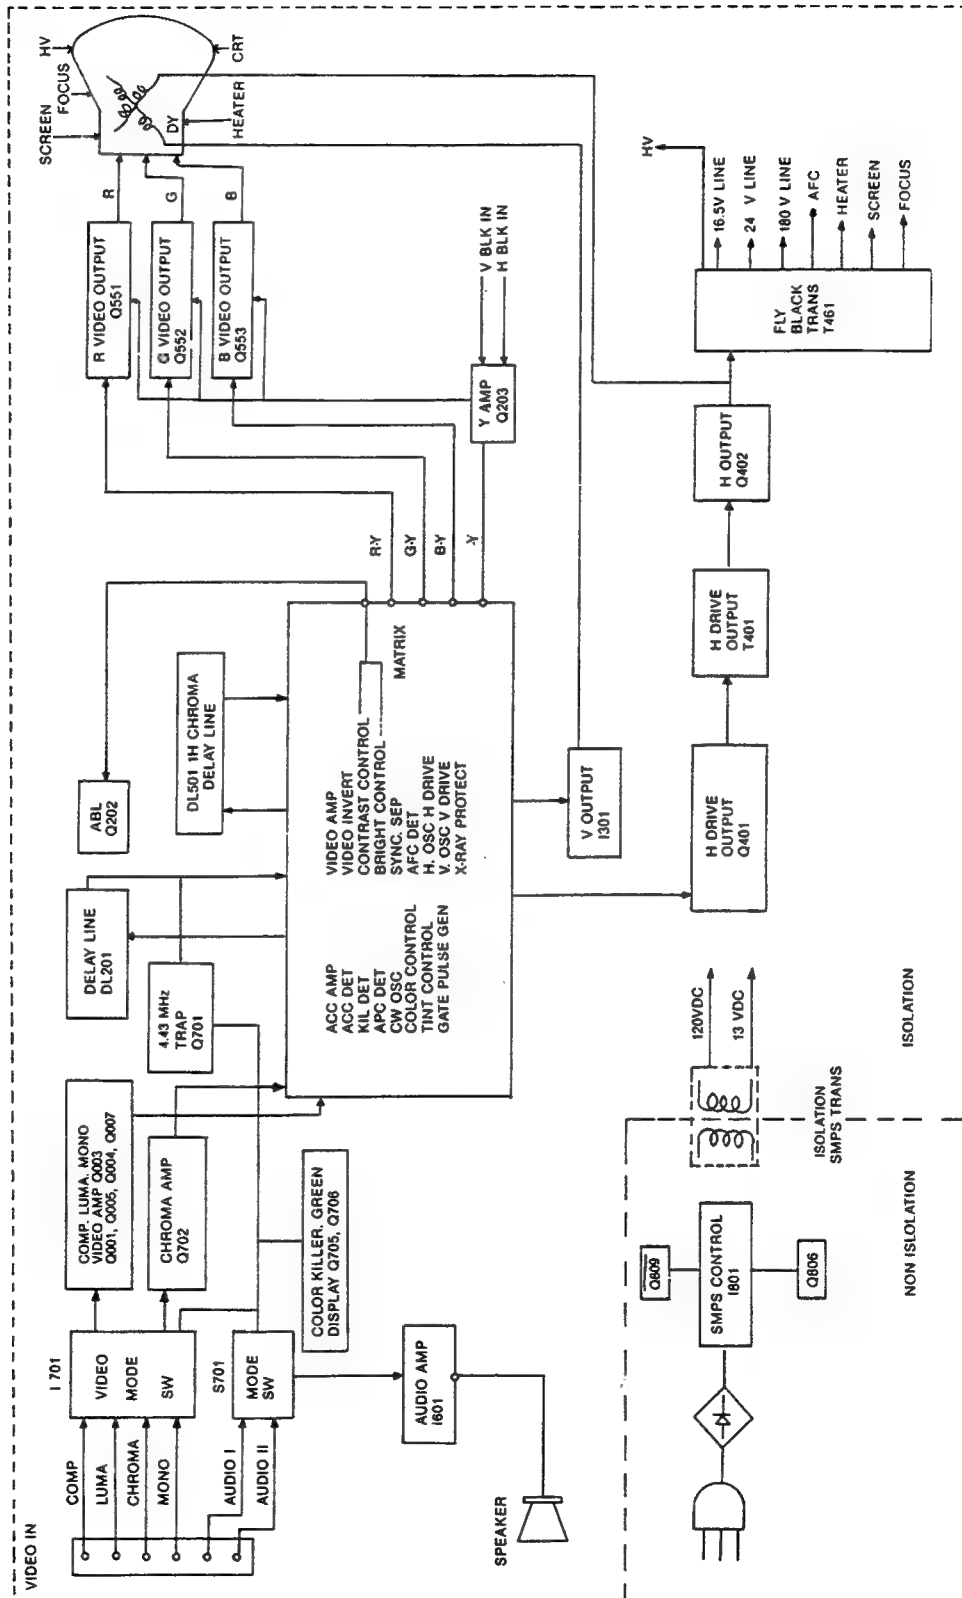 VIDEO IN
COMP
LUMA
CHROMA
MONO
AUDIO I
AUDIO II
I 701
VIDEO
MODE
SW
S701
MODE
SW
COMP. LUMA. MONO
VIDEO AMP Q003
Q001, Q005, Q004, Q007
CHROMA AMP
Q702
COLOR KILLER. GREEN
DISPLAY Q705, Q706
AUDIO AMP
I601
SPEAKER
4.43 MHz
TRAP
Q701
DELAY LINE
DL201
ABL
Q202
DL501 1H CHROMA
DELAY LINE
ACC AMP
ACC DET
KIL DET
APC DET
CW OSC
COLOR CONTROL
TINT CONTROL
GATE PULSE GEN
VIDEO AMP
VIDEO INVERT
CONTRAST CONTROL
BRIGHT CONTROL
SYNC. SEP
AFC DET
H. OSC H DRIVE
V. OSC V DRIVE
X-RAY PROTECT
MATRIX
R-Y
G-Y
B-Y
-Y
Y AMP
Q203
V BLK IN
H BLK IN
R VIDEO OUTPUT
Q551
G VIDEO OUTPUT
Q552
B VIDEO OUTPUT
Q553
R
G
B
SCREEN
FOCUS
HV
DY
HEATER
CRT
V OUTPUT
I301
H DRIVE
OUTPUT
Q401
H DRIVE
OUTPUT
T401
H OUTPUT
Q402
FLY
BLACK
TRANS
T461
HV
16.5V LINE
24 V LINE
180 V LINE
AFC
HEATER
SCREEN
FOCUS
Q809
SMPS CONTROL
I801
Q806
120VDC
13 VDC
ISOLATION
SMPS TRANS
NON ISLOLATION
ISOLATION